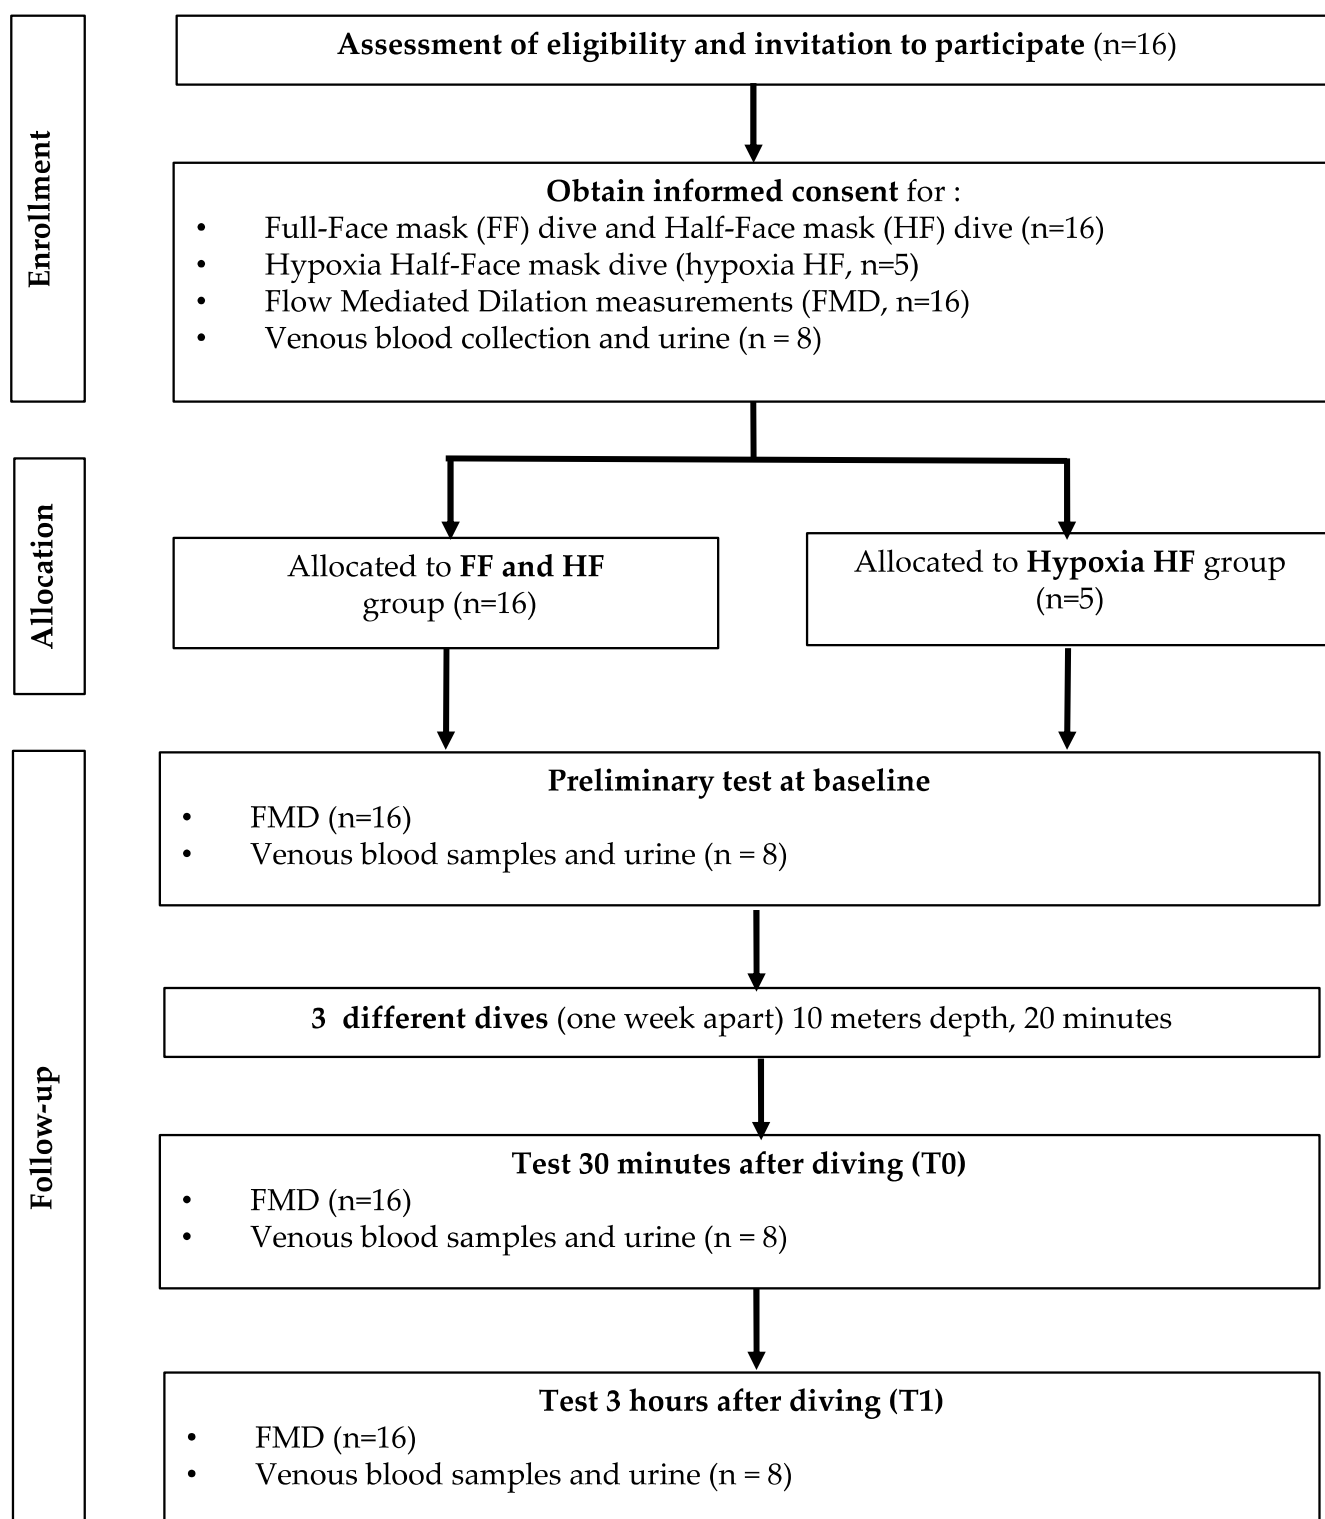 Enrollment
Assessment of eligibility and invitation to participate (n=16)
Obtain informed consent for :
• Full-Face mask (FF) dive and Half-Face mask (HF) dive (n=16)
• Hypoxia Half-Face mask dive (hypoxia HF, n=5)
• Flow Mediated Dilation measurements (FMD, n=16)
• Venous blood collection and urine (n = 8)
Allocation
Allocated to FF and HF
group (n=16)
Allocated to Hypoxia HF group
(n=5)
Follow-up
Preliminary test at baseline
• FMD (n=16)
• Venous blood samples and urine (n = 8)
3 different dives (one week apart) 10 meters depth, 20 minutes
Test 30 minutes after diving (T0)
• FMD (n=16)
• Venous blood samples and urine (n = 8)
Test 3 hours after diving (T1)
• FMD (n=16)
• Venous blood samples and urine (n = 8)